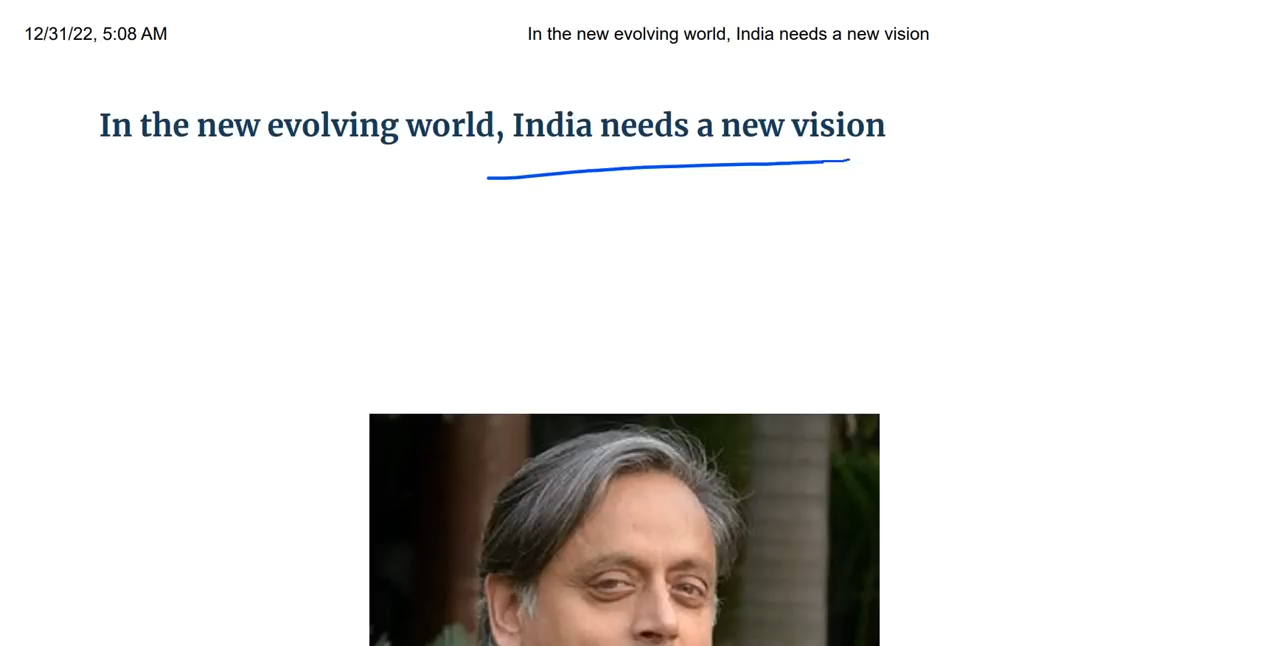 12/31/22, 5:08 AM
In the new evolving world, India needs a new vision
In the new evolving world, India needs a new vision